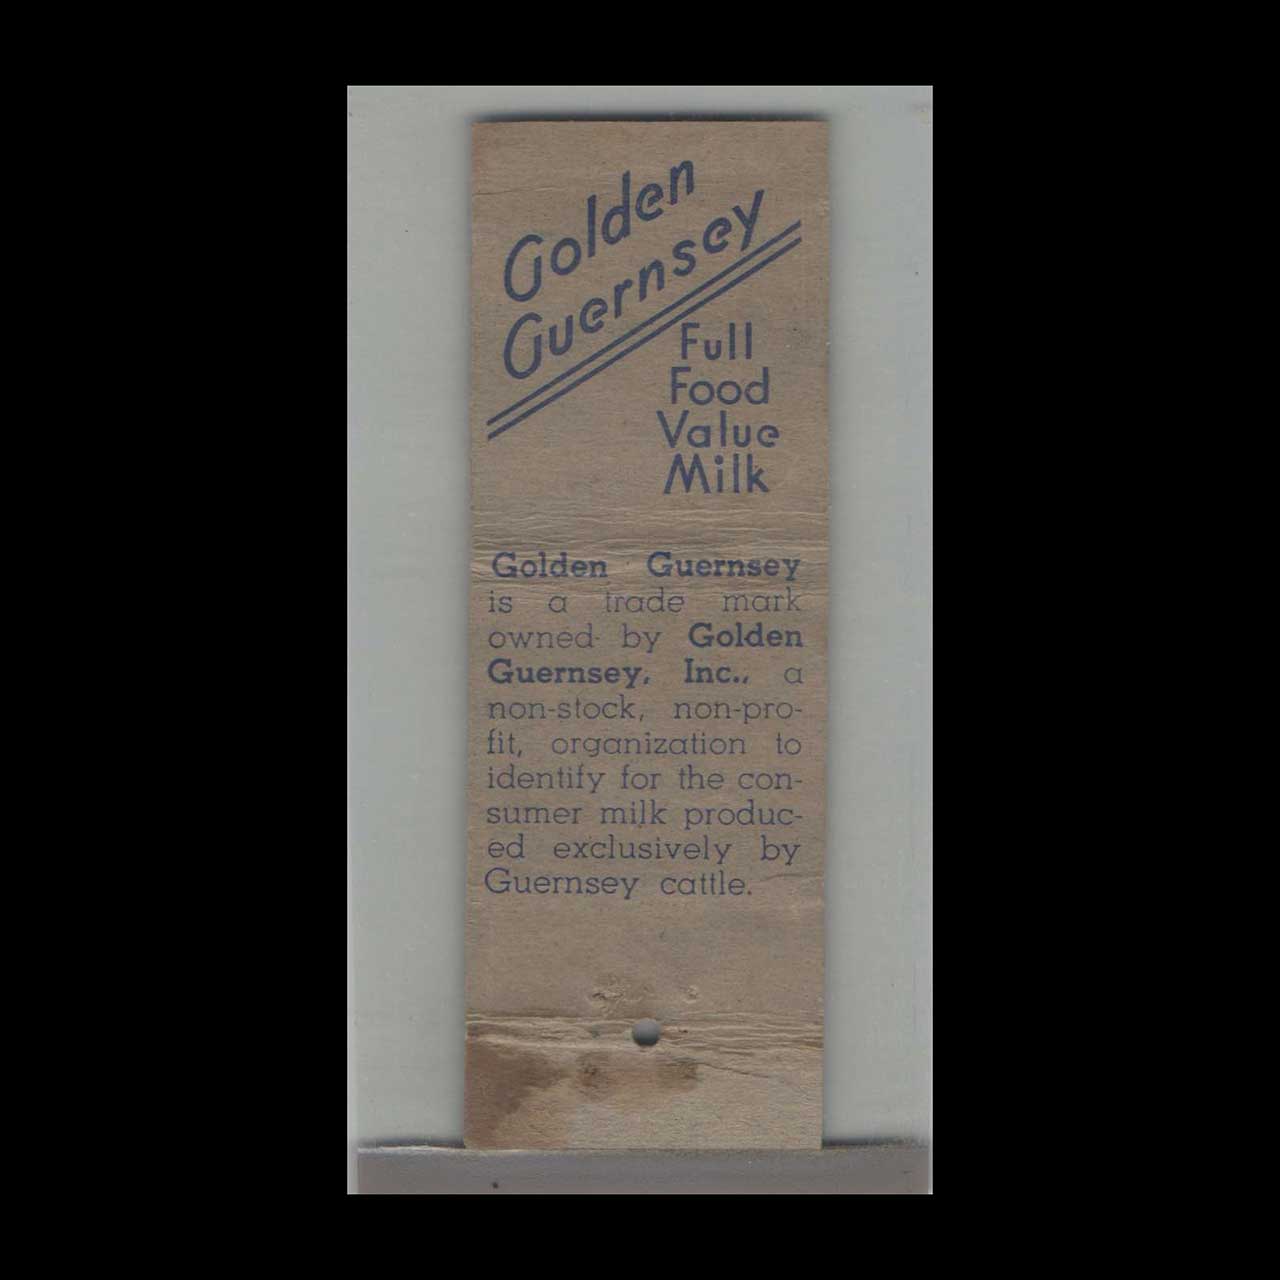 Golden
Guernsey
Full
Food
Value
Milk
Golden Guernsey
is a trade mark
owned by Golden
Guernsey, Inc., a
non-stock, non-pro-
fit, organization to
identify for the con-
sumer milk produc-
ed exclusively by
Guernsey cattle.